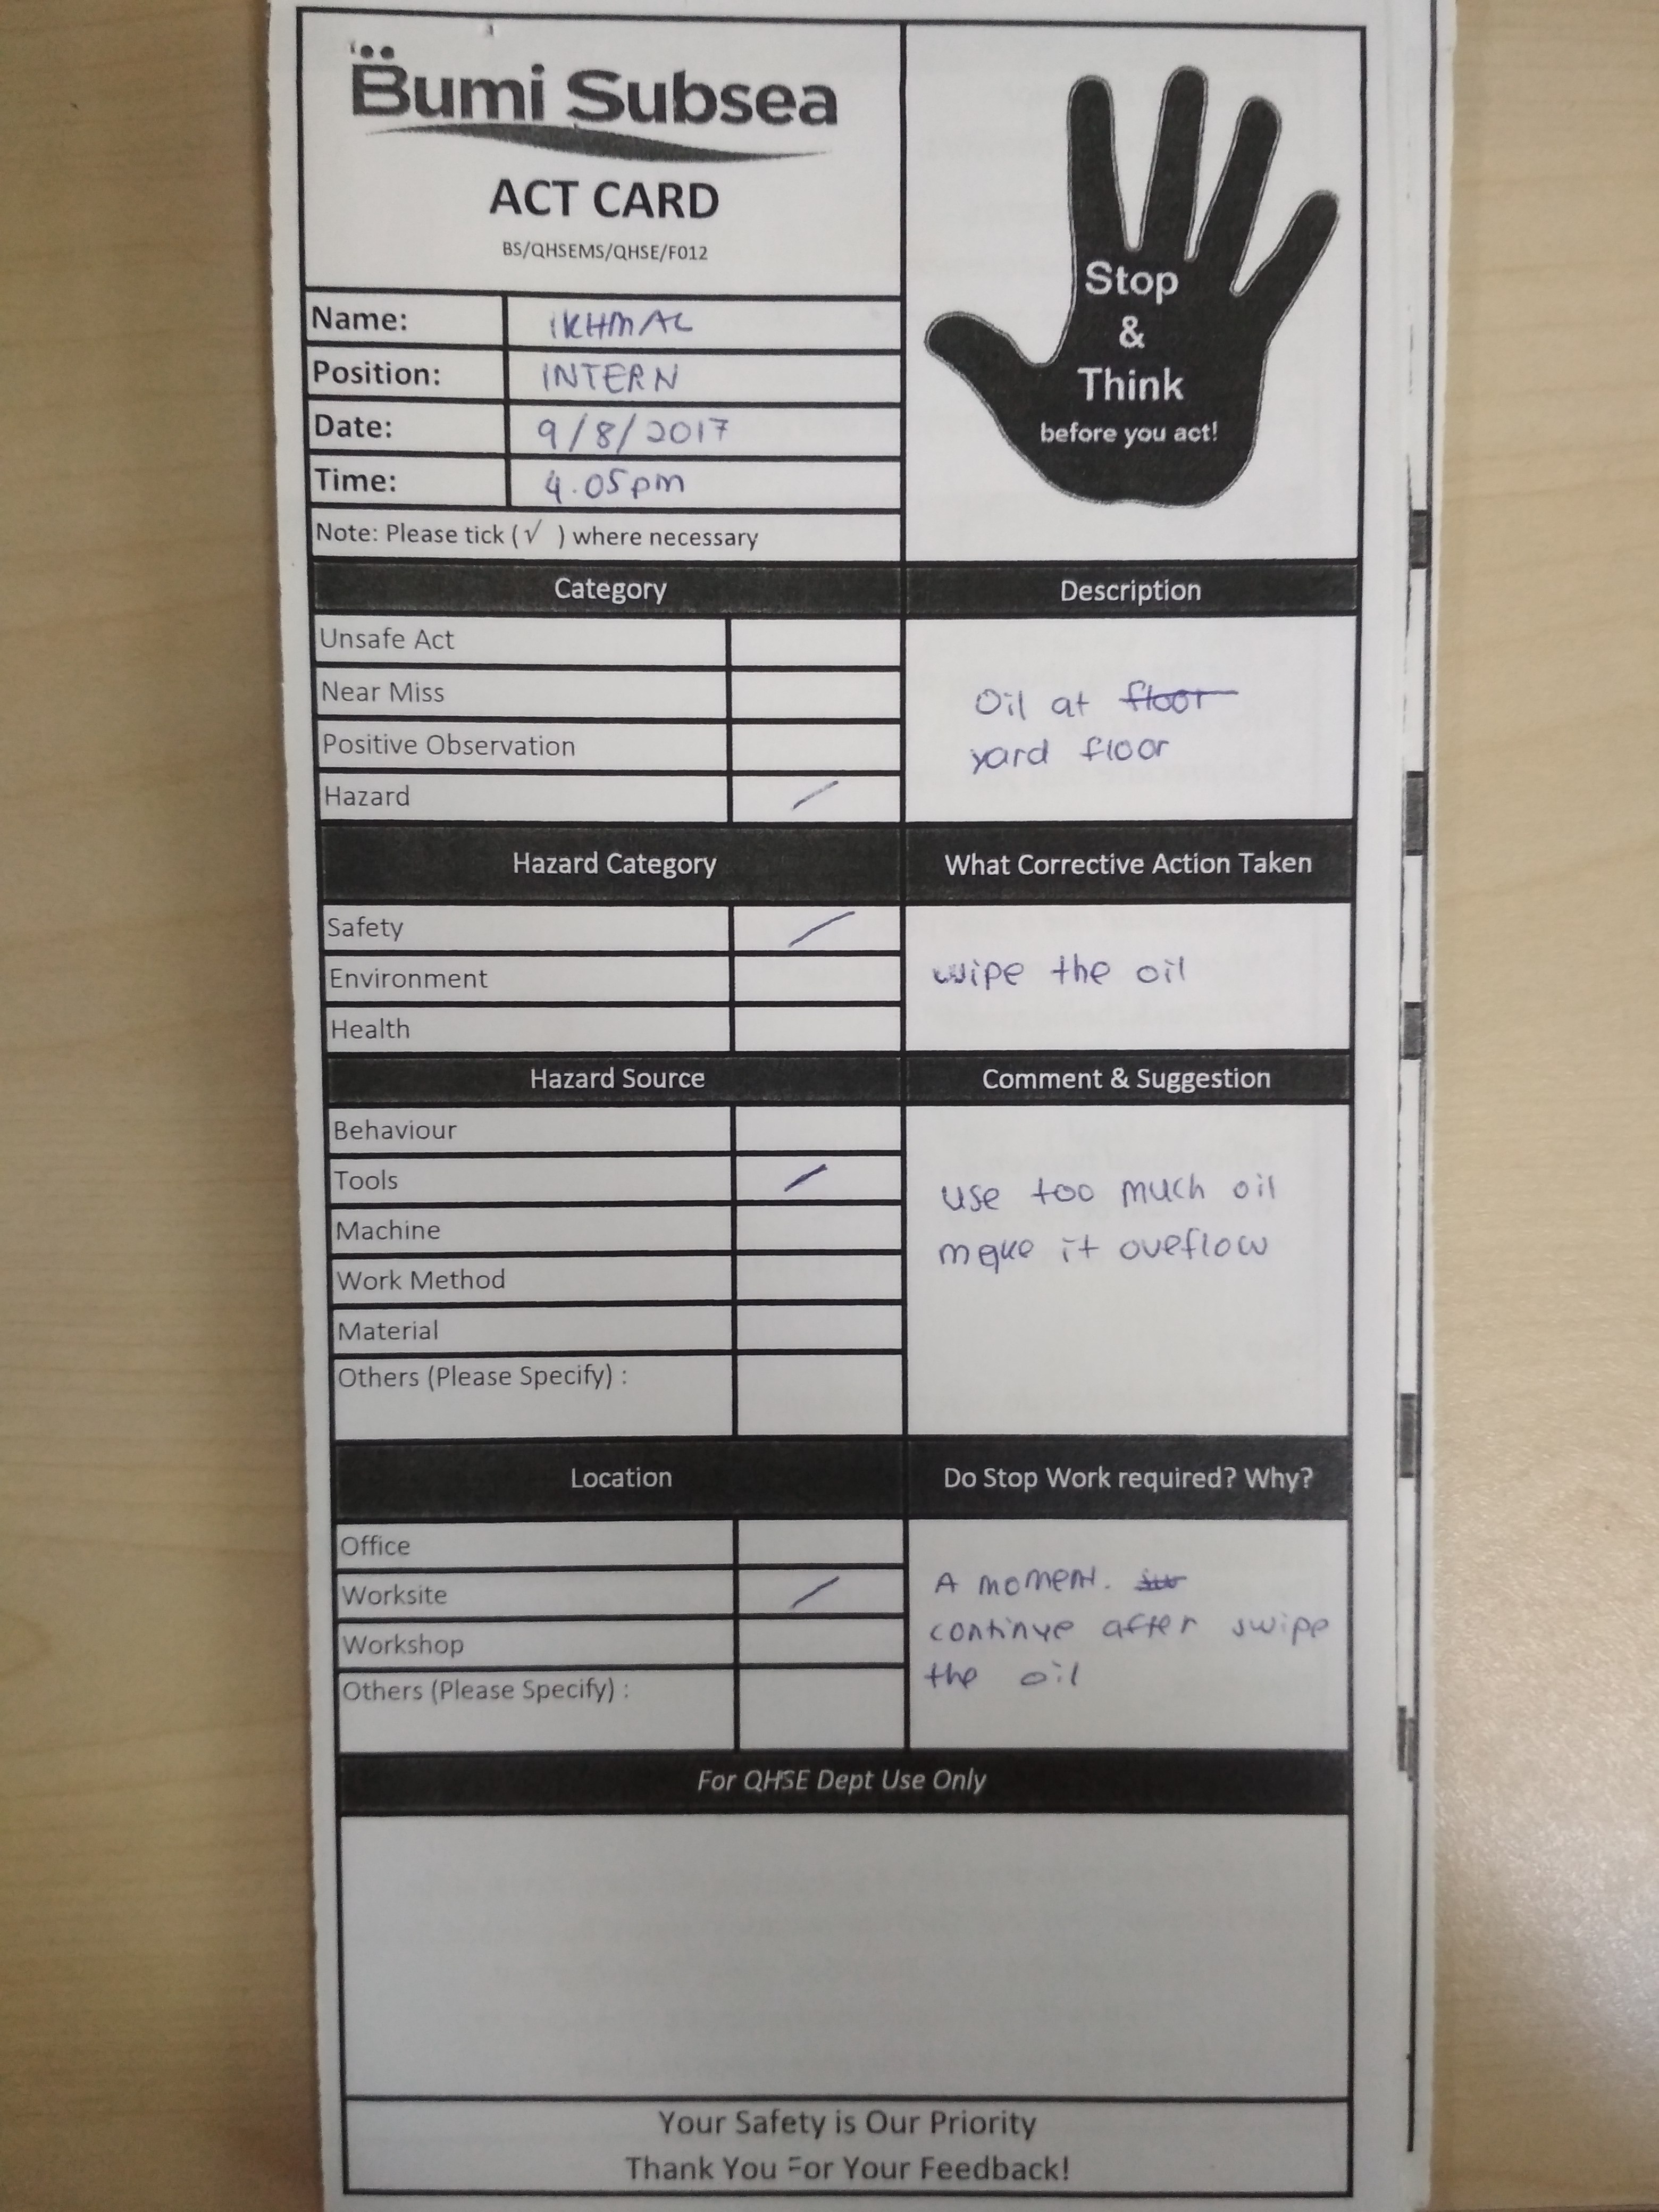 Bumi Subsea
ACT CARD
BS/QHSEMS/QHSE/F012
Stop
&
Think
before you act!
Name: IKHMAL
Position: INTERN
Date: 9/8/2017
Time: 4.05pm
Note: Please tick (√ ) where necessary
Category
Description
Unsafe Act
Near Miss
Positive Observation
Hazard /
Oil at floor
yard floor
Hazard Category
What Corrective Action Taken
Safety /
Environment
Health
wipe the oil
Hazard Source
Comment & Suggestion
Behaviour
Tools /
Machine
Work Method
Material
Others (Please Specify) :
use too much oil
make it oveflow
Location
Do Stop Work required? Why?
Office
Worksite /
Workshop
Others (Please Specify) :
A moment.
continue after swipe
the oil
For QHSE Dept Use Only
Your Safety is Our Priority
Thank You For Your Feedback!